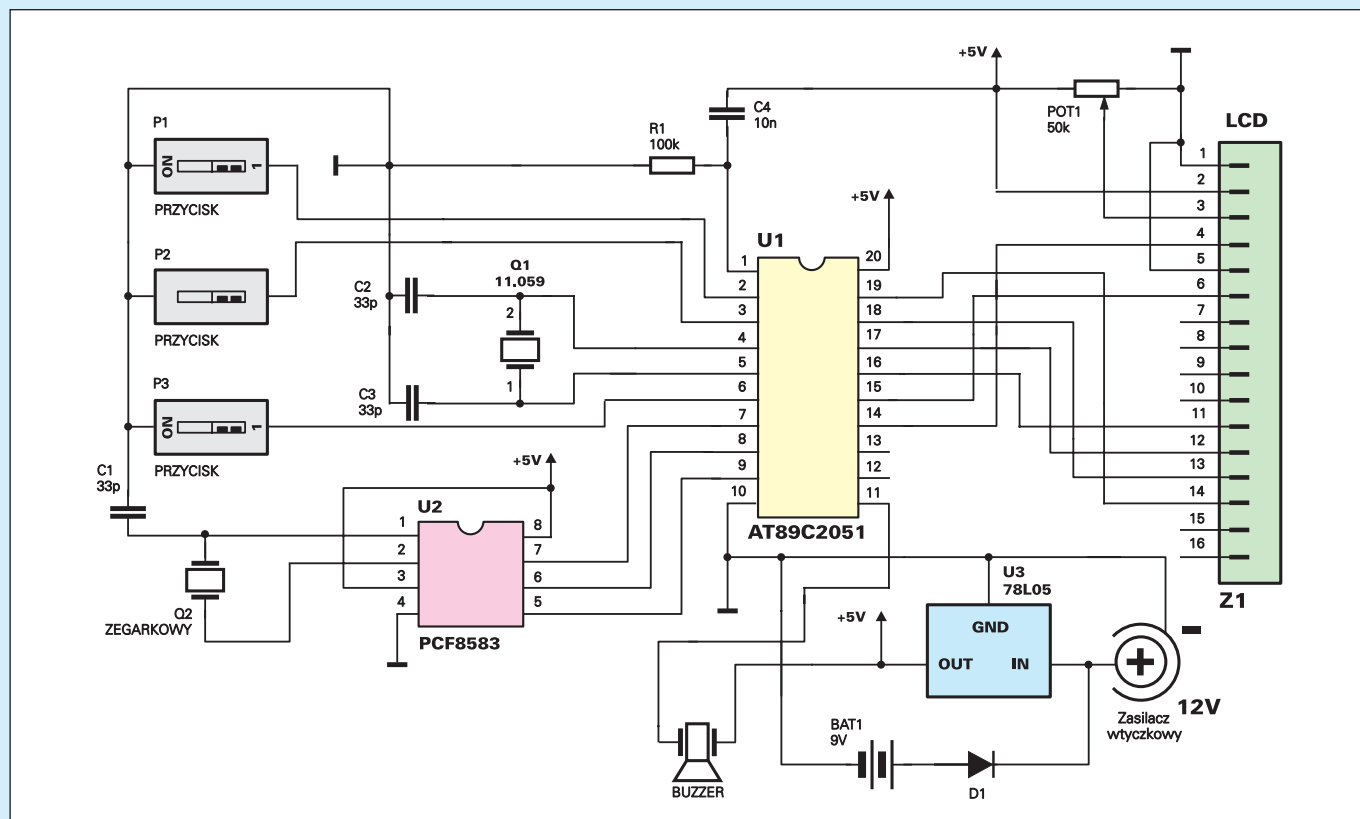 +5V
P1
ON
1
PRZYCISK
R1
100k
C4
10n
POT1
50k
LCD
1
2
3
4
5
6
7
8
9
10
11
12
13
14
15
16
Z1
P2
PRZYCISK
C2
33p
Q1
11.059
2
1
C3
33p
P3
ON
1
PRZYCISK
+5V
U1
1
2
3
4
5
6
7
8
9
10
20
19
18
17
16
15
14
13
12
11
AT89C2051
C1
33p
Q2
ZEGARKOWY
+5V
U2
1
2
3
4
8
7
6
5
PCF8583
U3
78L05
GND
OUT
IN
+5V
12V
Zasilacz
wtyczkowy
BAT1
9V
D1
BUZZER